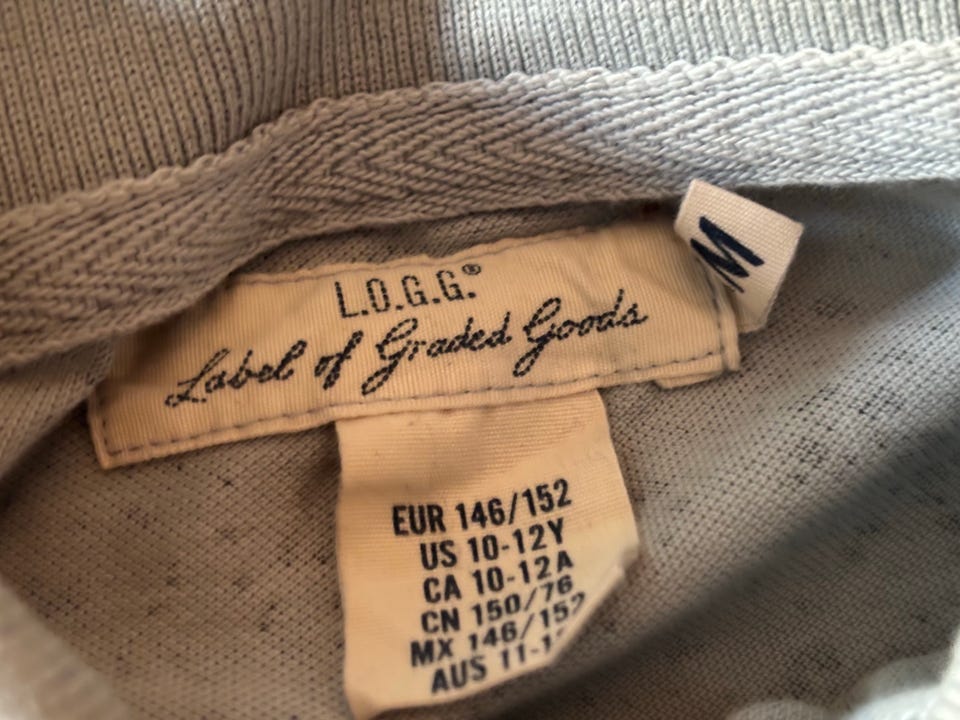 L.O.G.G.®
Label of Graded Goods
M
EUR 146/152
US 10-12Y
CA 10-12A
CN 150/76
MX 146/152
AUS